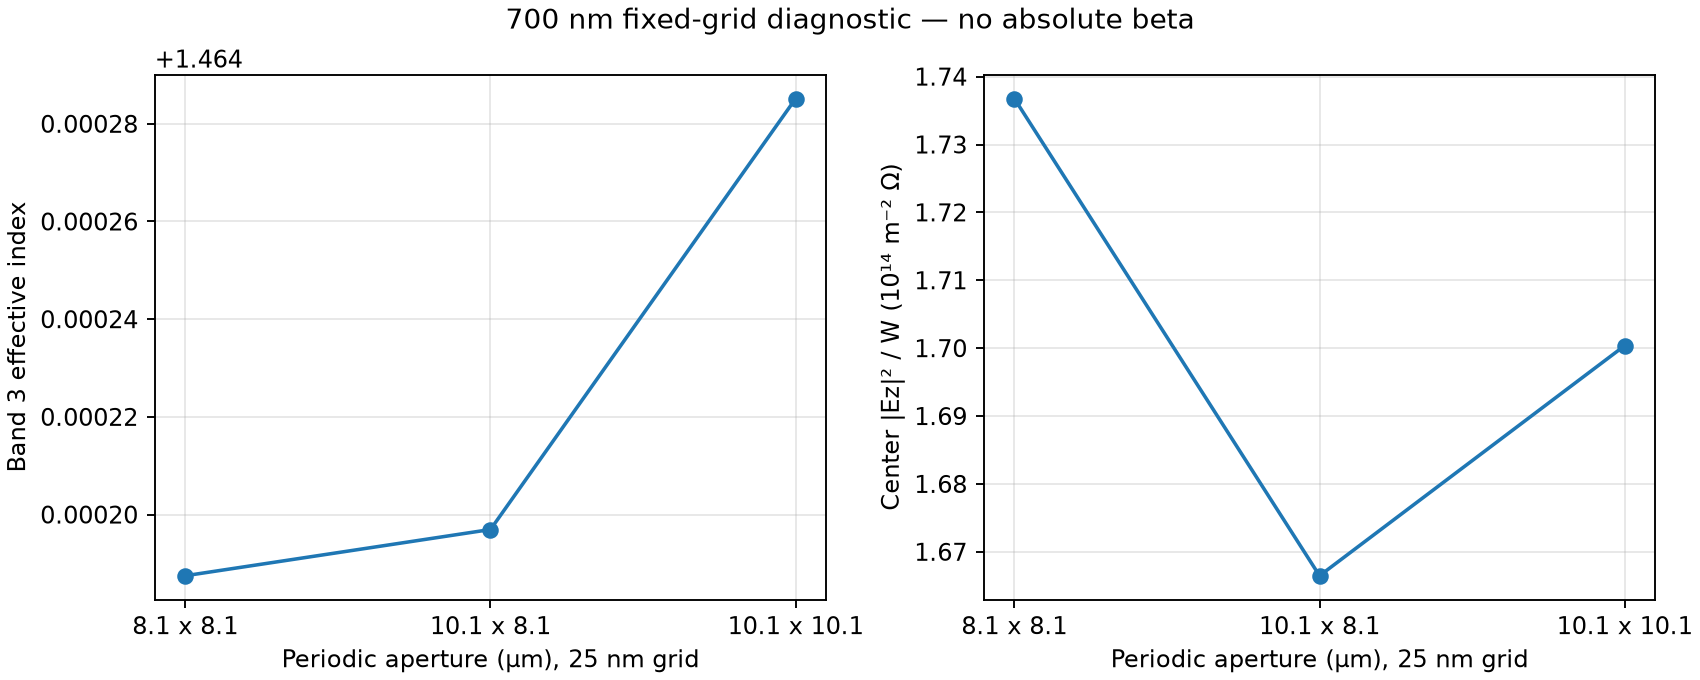 700 nm fixed-grid diagnostic — no absolute beta
+1.464
0.00028
0.00026
0.00024
0.00022
0.00020
Band 3 effective index
8.1 x 8.1
10.1 x 8.1
10.1 x 10.1
Periodic aperture (μm), 25 nm grid
1.74
1.73
1.72
1.71
1.70
1.69
1.68
1.67
Center |Ez|² / W (10¹⁴ m⁻² Ω)
8.1 x 8.1
10.1 x 8.1
10.1 x 10.1
Periodic aperture (μm), 25 nm grid